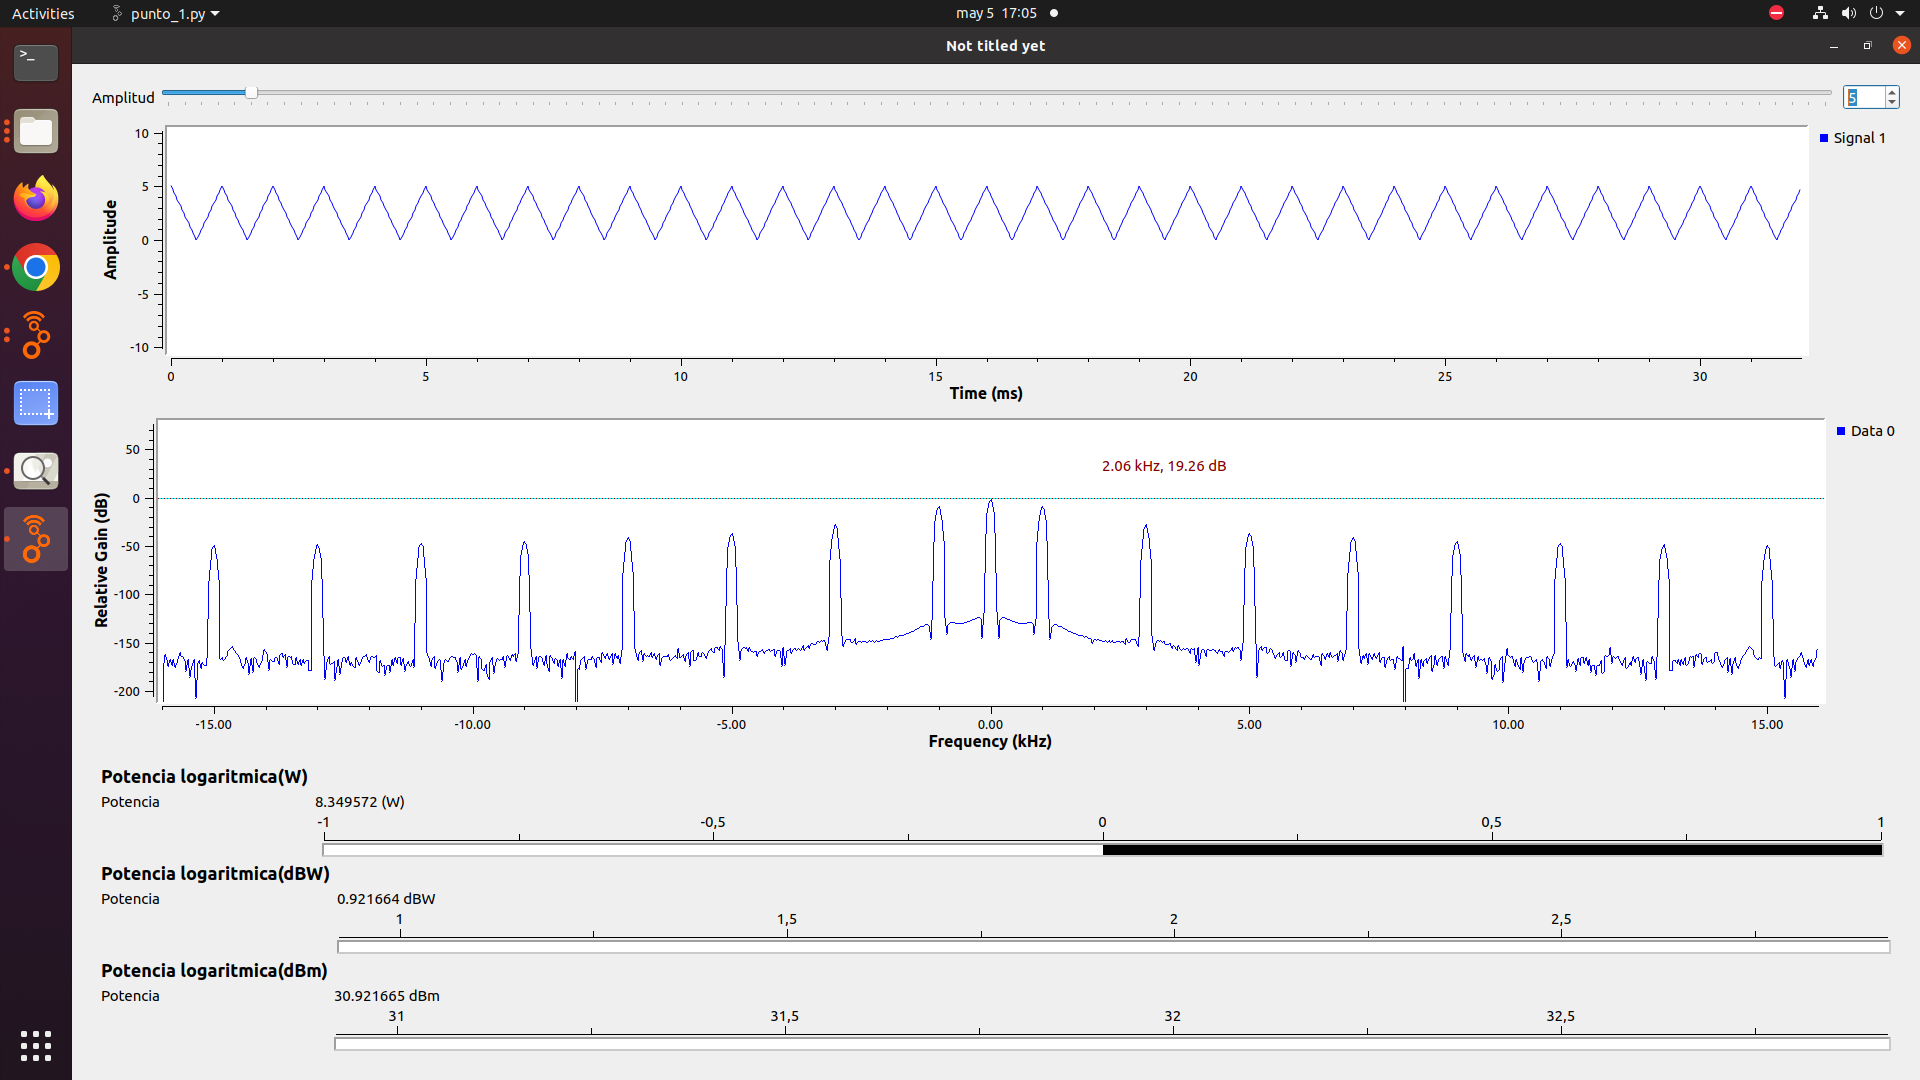 Activities punto_1.py may 5 17:05
Not titled yet
Amplitud 5
Signal 1
10
5
0
-5
-10
Amplitude
0 5 10 15 20 25 30
Time (ms)
Data 0
2.06 kHz, 19.26 dB
50
0
-50
-100
-150
-200
Relative Gain (dB)
-15.00 -10.00 -5.00 0.00 5.00 10.00 15.00
Frequency (kHz)
Potencia logaritmica(W)
Potencia 8.349572 (W)
-1 -0,5 0 0,5 1
Potencia logaritmica(dBW)
Potencia 0.921664 dBW
1 1,5 2 2,5
Potencia logaritmica(dBm)
Potencia 30.921665 dBm
31 31,5 32 32,5